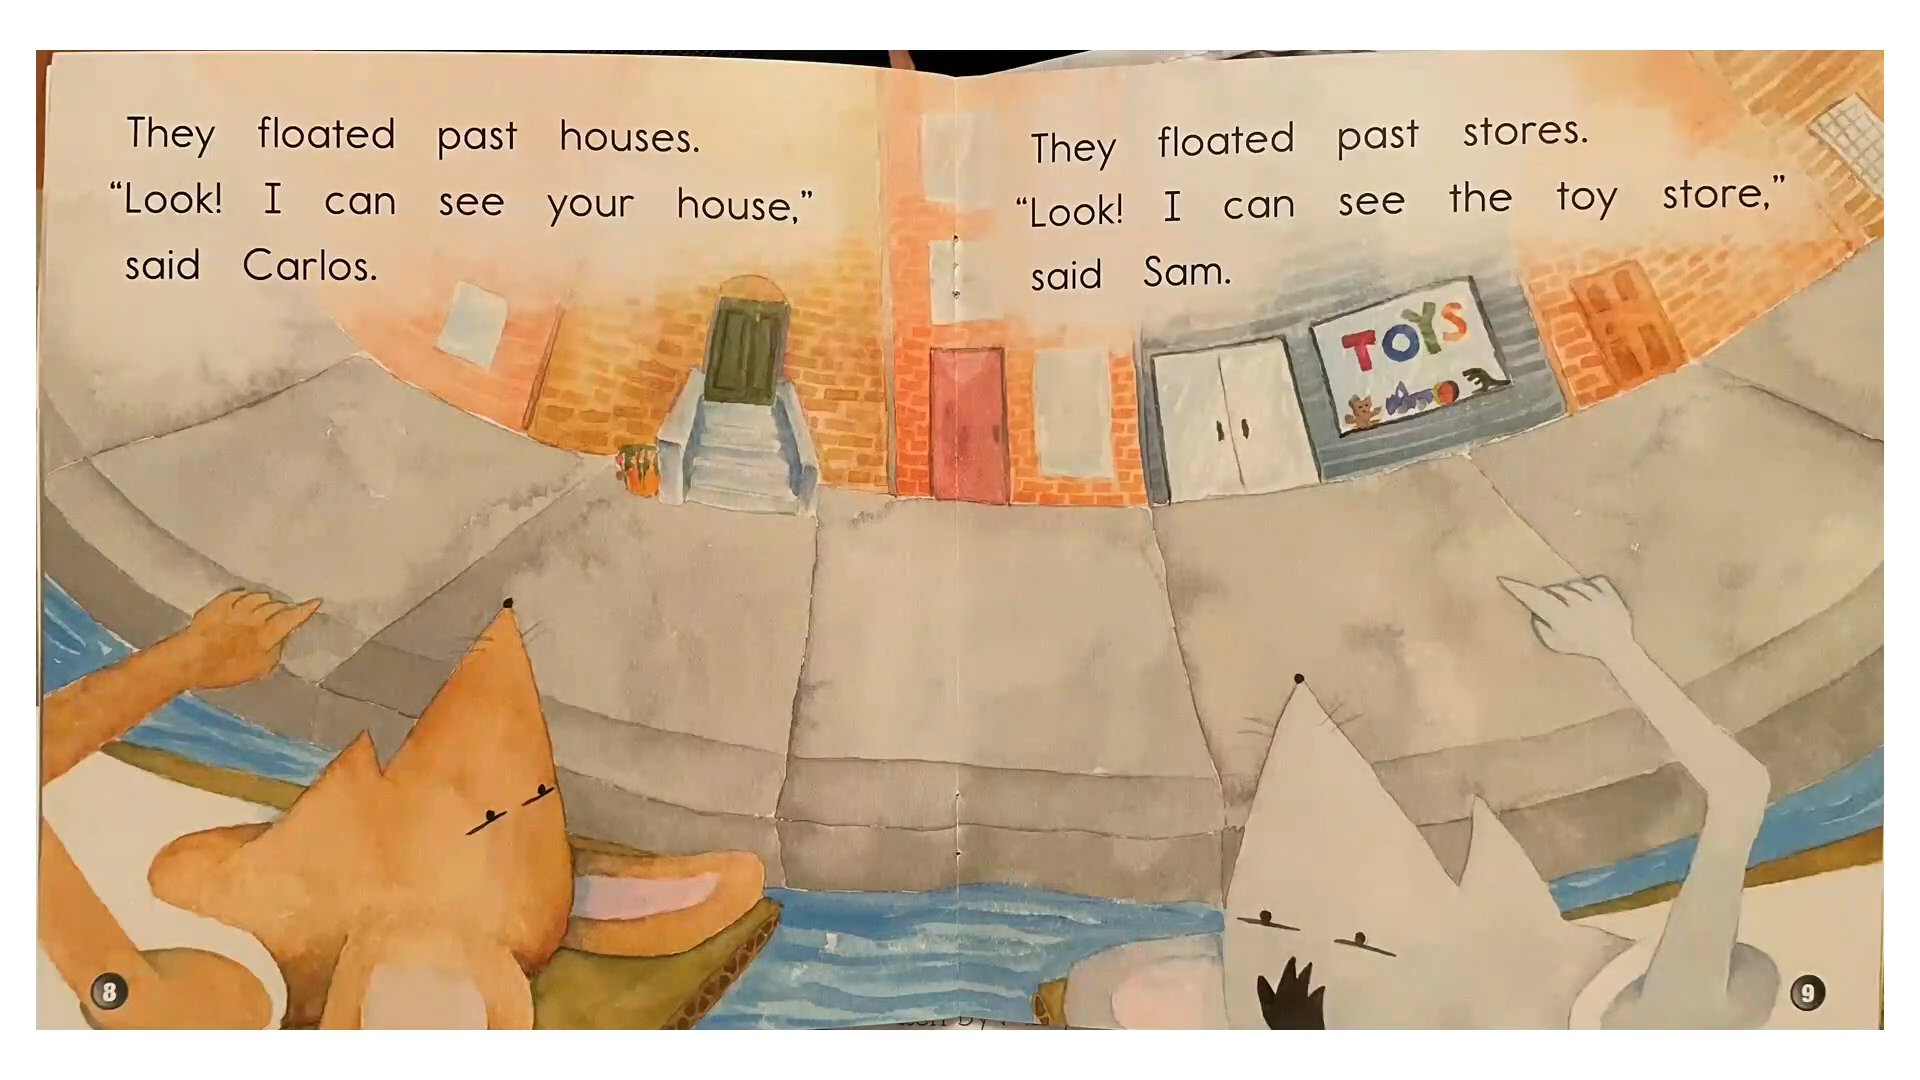 They floated past houses.
“Look! I can see your house,”
said Carlos.
8
They floated past stores.
“Look! I can see the toy store,”
said Sam.
TOYS
9